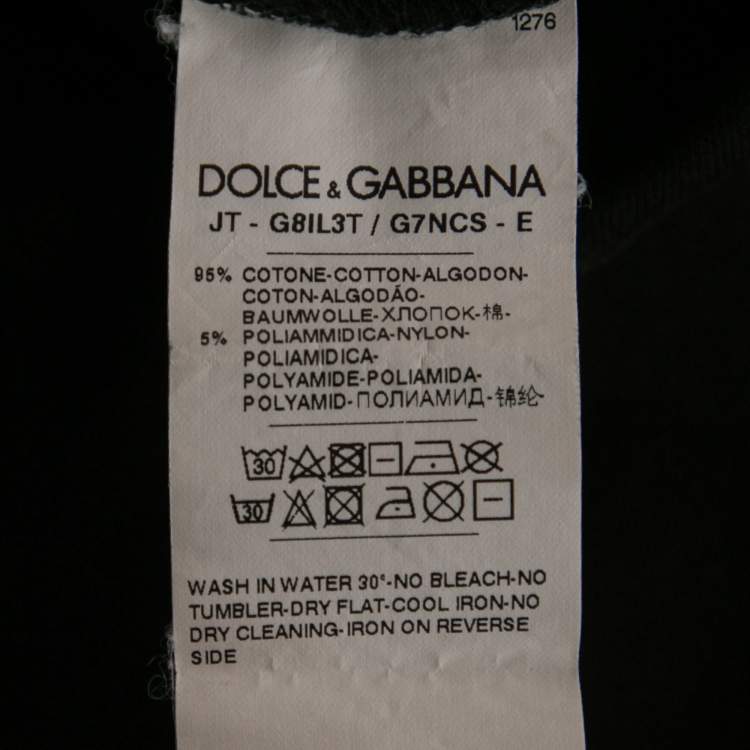 1276
DOLCE & GABBANA
JT - G8IL3T / G7NCS - E
95% COTONE-COTTON-ALGODON-
COTON-ALGODÃO-
BAUMWOLLE-ХЛОПОК-棉-
5% POLIAMMIDICA-NYLON-
POLIAMIDICA-
POLYAMIDE-POLIAMIDA-
POLYAMID-ПОЛИАМИД-锦纶-
30
30
WASH IN WATER 30°-NO BLEACH-NO
TUMBLER-DRY FLAT-COOL IRON-NO
DRY CLEANING-IRON ON REVERSE
SIDE